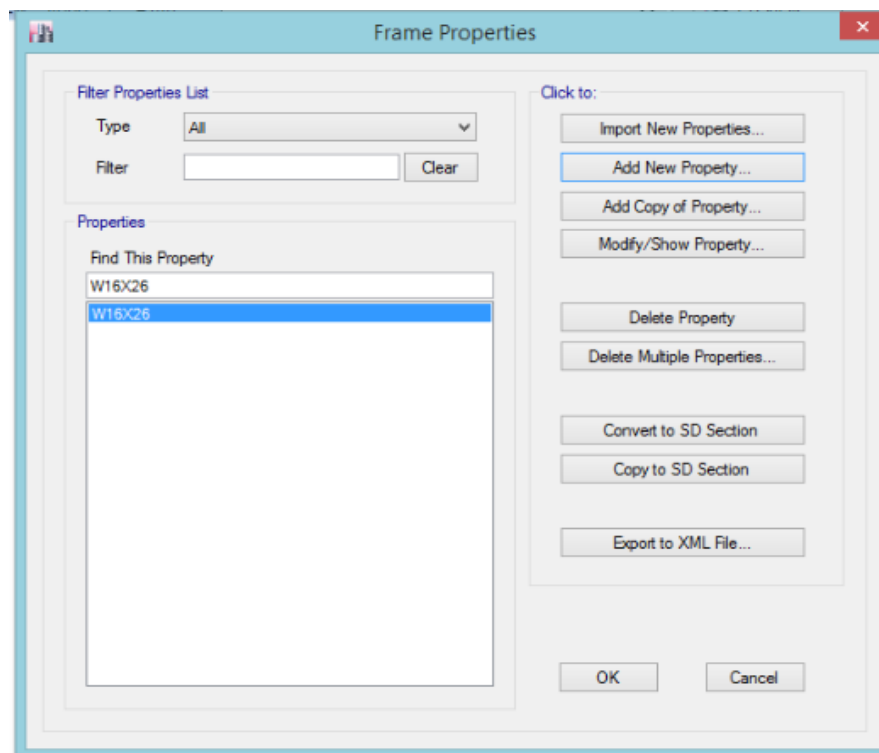 Frame Properties
Filter Properties List
Type
All
Filter
Clear
Properties
Find This Property
W16X26
W16X26
Click to:
Import New Properties...
Add New Property...
Add Copy of Property...
Modify/Show Property...
Delete Property
Delete Multiple Properties...
Convert to SD Section
Copy to SD Section
Export to XML File...
OK
Cancel